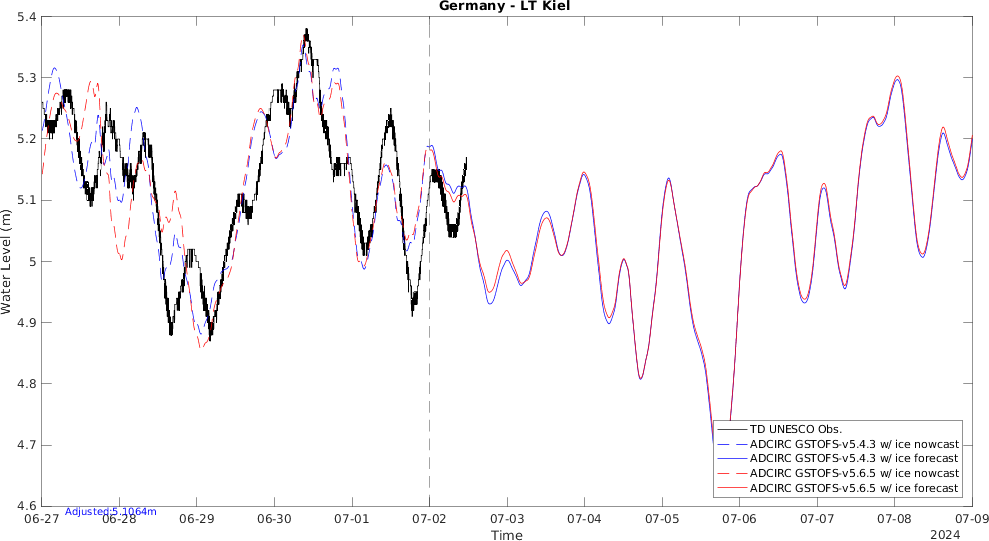 Germany - LT Kiel
5.4
5.3
5.2
5.1
5
4.9
4.8
4.7
4.6
Water Level (m)
TD UNESCO Obs.
ADCIRC GSTOFS-v5.4.3 w/ ice nowcast
ADCIRC GSTOFS-v5.4.3 w/ ice forecast
ADCIRC GSTOFS-v5.6.5 w/ ice nowcast
ADCIRC GSTOFS-v5.6.5 w/ ice forecast
Adjusted:5.1064m
06-27 06-28 06-29 06-30 07-01 07-02 07-03 07-04 07-05 07-06 07-07 07-08 07-09
Time
2024